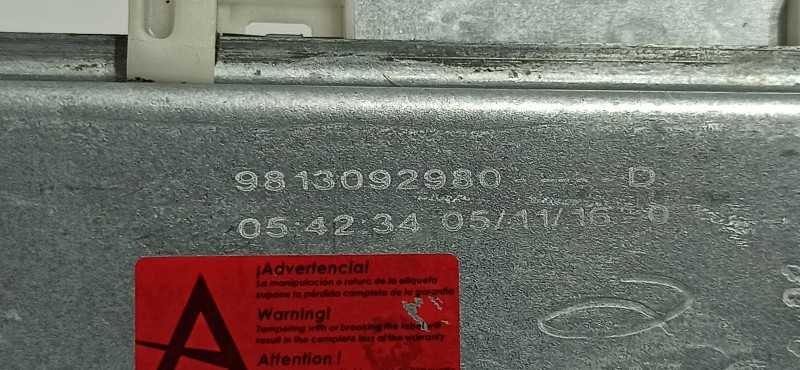 9813092980 --- D
05:42:34 05/11/16 0
¡Advertencia!
La manipulación o rotura de la etiqueta
supone la pérdida completa de la garantía
Warning!
Tampering with or breaking the label will
result in the complete loss of the warranty
Attention !